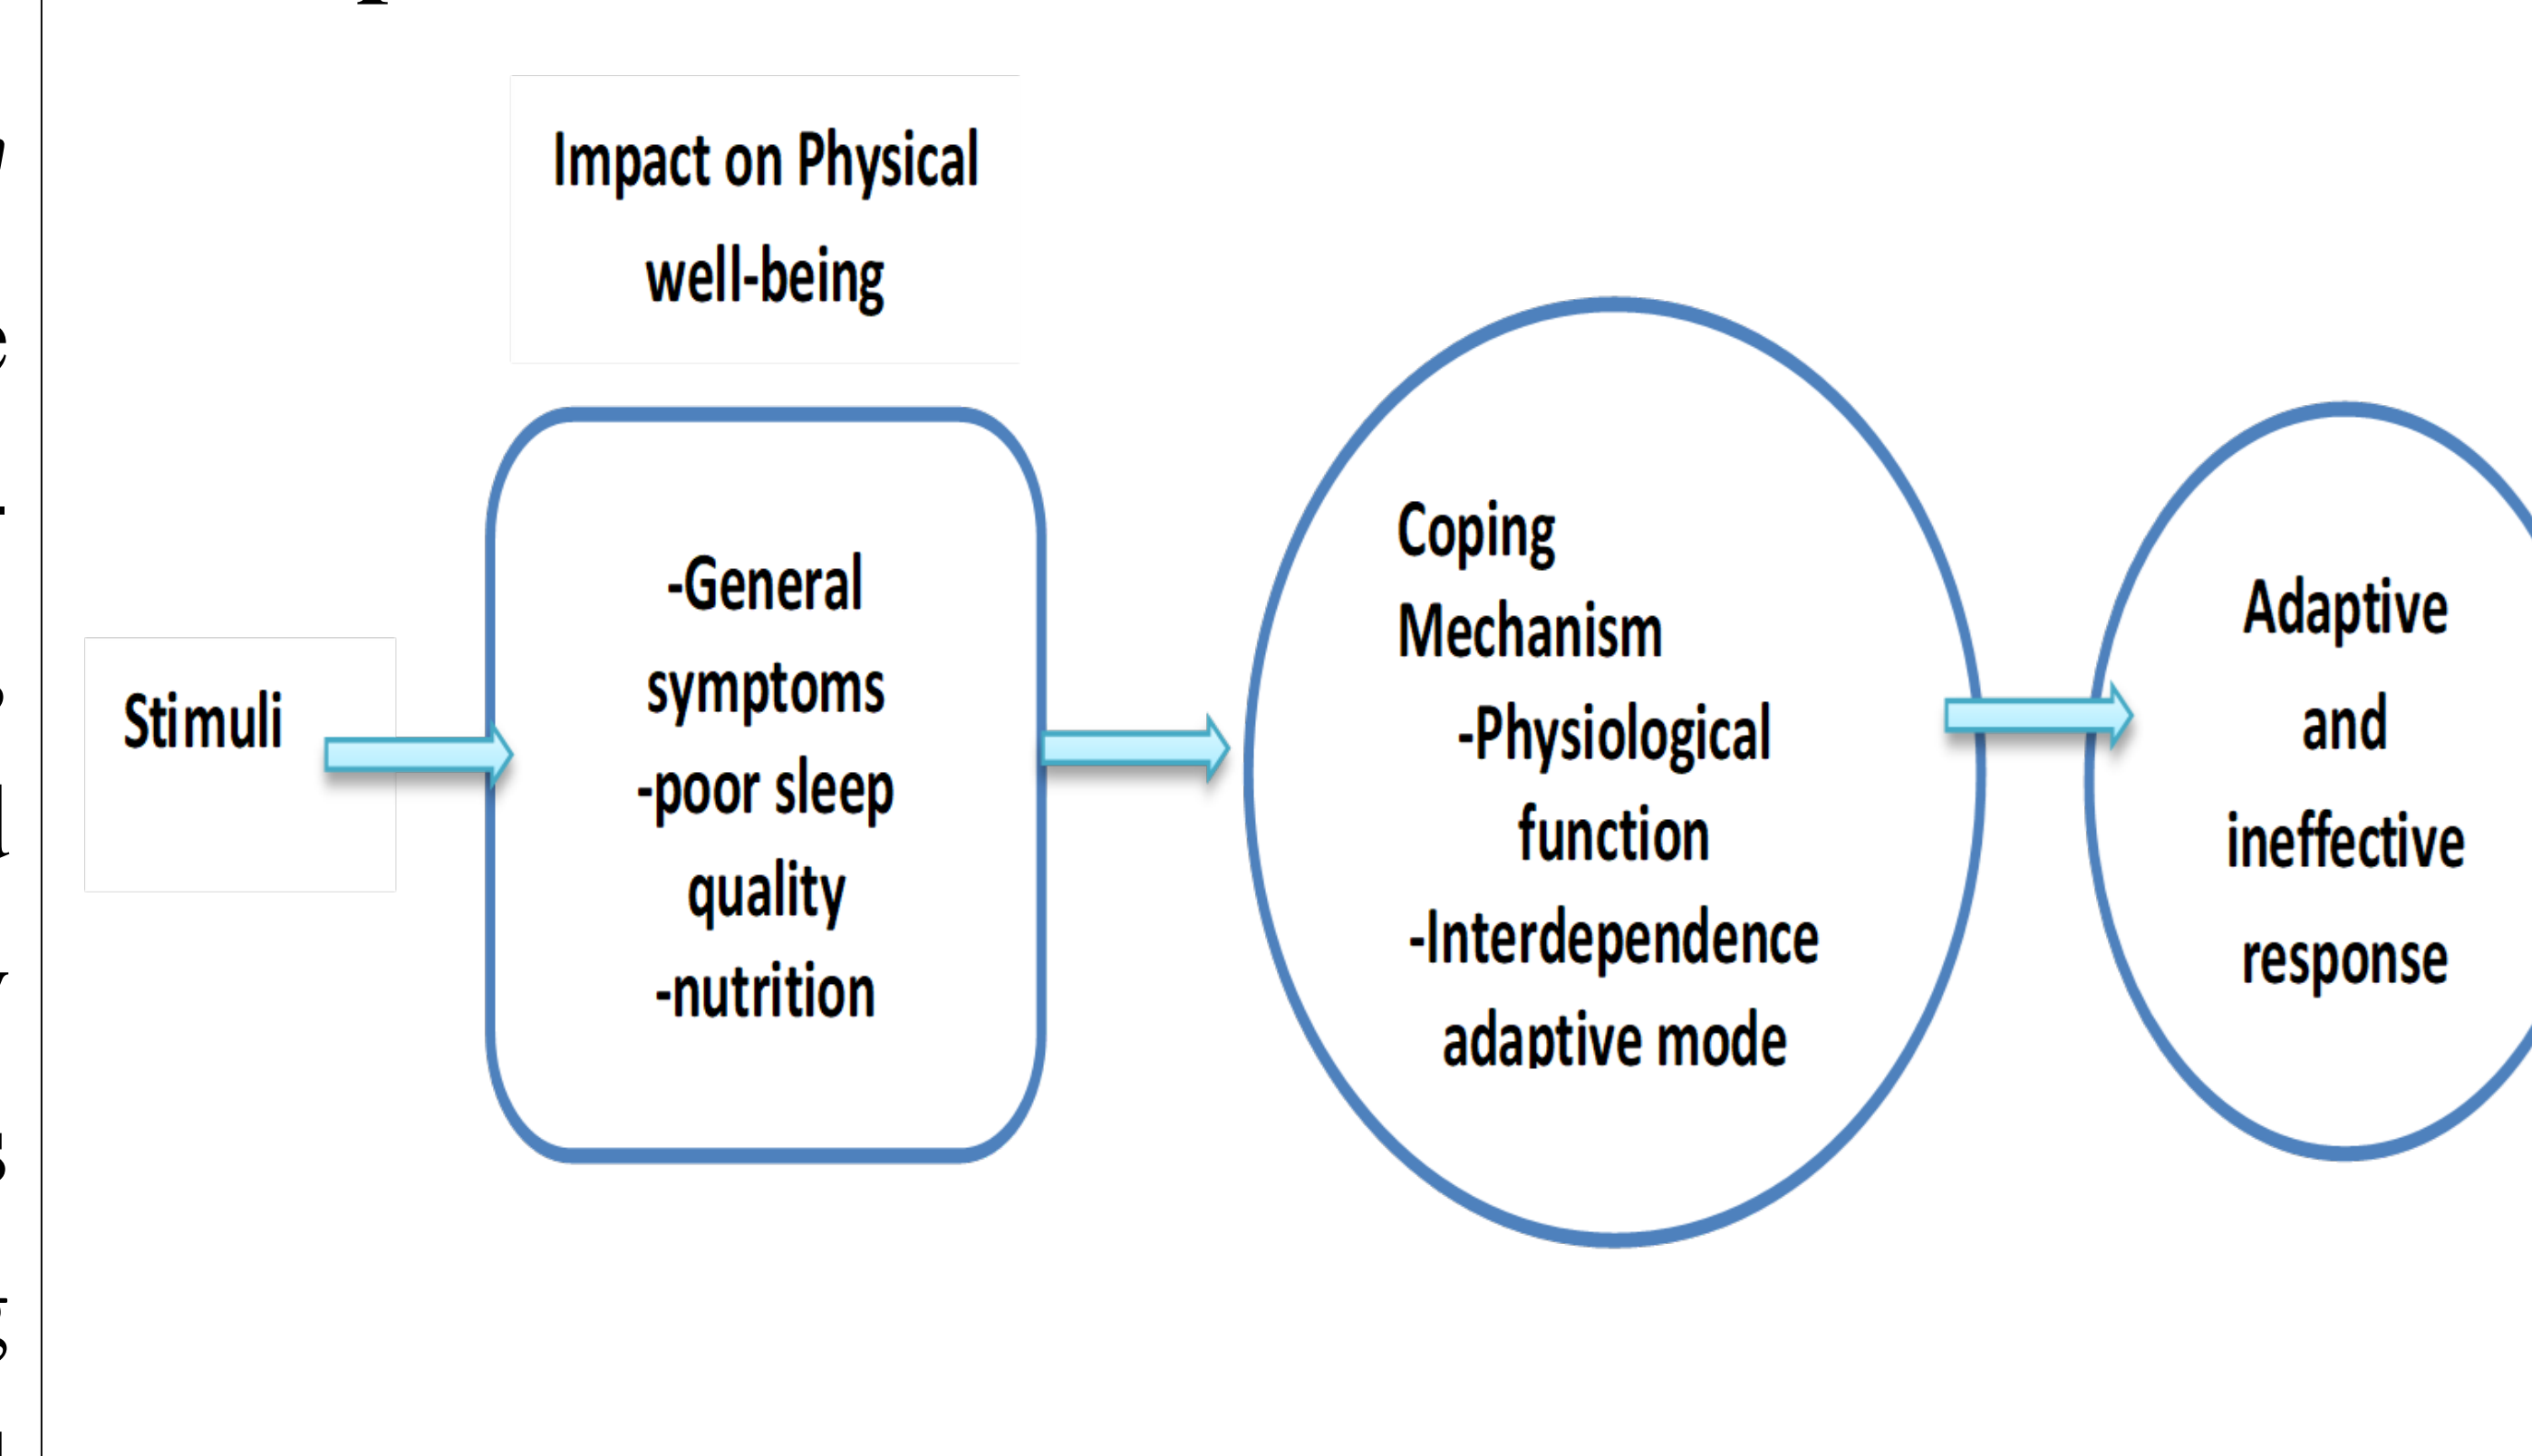 Impact on Physical
well-being
Stimuli
-General
symptoms
-poor sleep
quality
-nutrition
Coping
Mechanism
-Physiological
function
-Interdependence
adaptive mode
Adaptive
and
ineffective
response